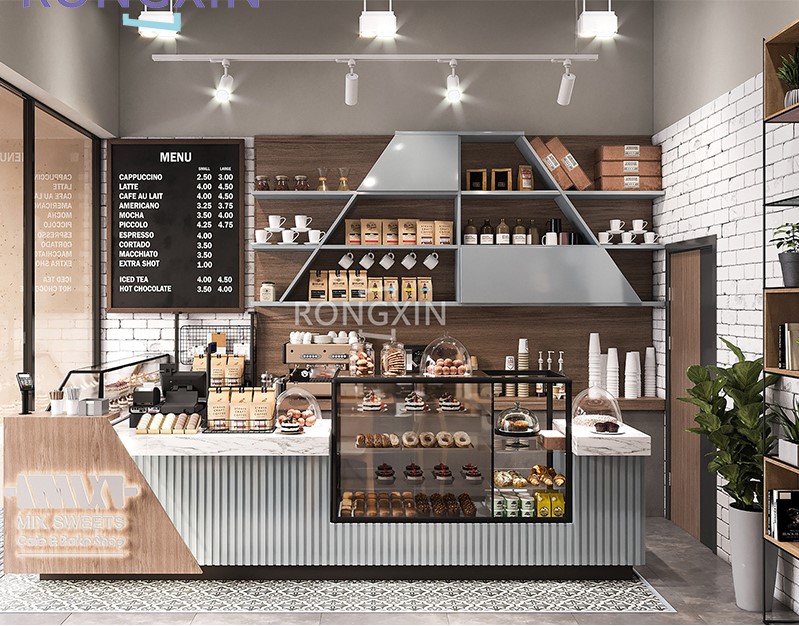 RONGXIN
MENU
SMALL LARGE
CAPPUCCINO 2.50 3.00
LATTE 4.00 4.50
CAFE AU LAIT 4.00 4.00
AMERICANO 3.25 3.75
MOCHA 3.50 4.00
PICCOLO 4.25 4.75
ESPRESSO 4.00
CORTADO 3.50
MACCHIATO 3.50
EXTRA SHOT 1.00
ICED TEA 4.00 4.50
HOT CHOCOLATE 3.50 4.00
RONGXIN
MIX SWEETS
Cafe & Cake Shop